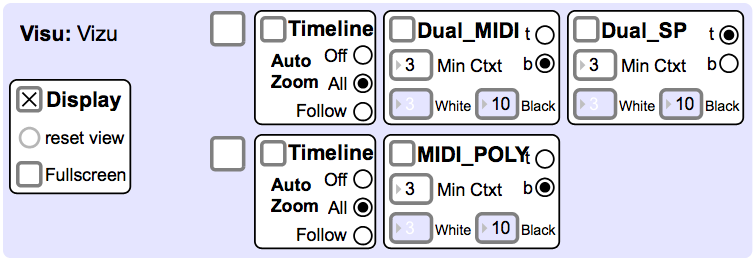 Visu: Vizu
Display
reset view
Fullscreen
Timeline
Auto Zoom
Off
All
Follow
Dual_MIDI
t
b
3 Min Ctxt
3 White 10 Black
Dual_SP
t
b
3 Min Ctxt
3 White 10 Black
Timeline
Auto Zoom
Off
All
Follow
MIDI_POLY
t
b
3 Min Ctxt
3 White 10 Black